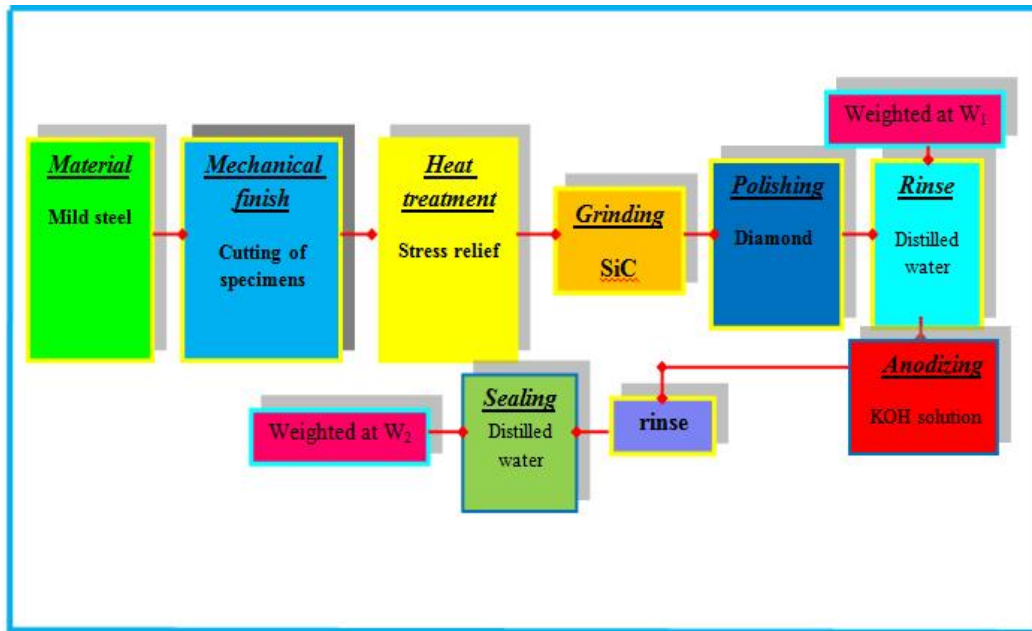 Material
Mild steel
Mechanical
finish
Cutting of
specimens
Heat
treatment
Stress relief
Grinding
SiC
Polishing
Diamond
Weighted at W₁
Rinse
Distilled
water
Anodizing
KOH solution
rinse
Sealing
Distilled
water
Weighted at W₂